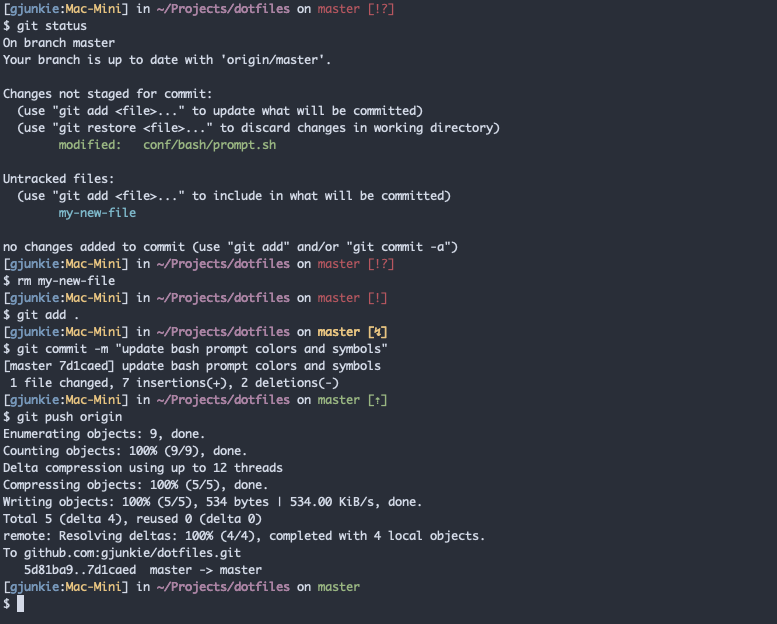 [gjunkie:Mac-Mini] in ~/Projects/dotfiles on master [!?]
$ git status
On branch master
Your branch is up to date with 'origin/master'.

Changes not staged for commit:
  (use "git add <file>..." to update what will be committed)
  (use "git restore <file>..." to discard changes in working directory)
        modified:   conf/bash/prompt.sh

Untracked files:
  (use "git add <file>..." to include in what will be committed)
        my-new-file

no changes added to commit (use "git add" and/or "git commit -a")
[gjunkie:Mac-Mini] in ~/Projects/dotfiles on master [!?]
$ rm my-new-file
[gjunkie:Mac-Mini] in ~/Projects/dotfiles on master [!]
$ git add .
[gjunkie:Mac-Mini] in ~/Projects/dotfiles on master [↯]
$ git commit -m "update bash prompt colors and symbols"
[master 7d1caed] update bash prompt colors and symbols
 1 file changed, 7 insertions(+), 2 deletions(-)
[gjunkie:Mac-Mini] in ~/Projects/dotfiles on master [↑]
$ git push origin
Enumerating objects: 9, done.
Counting objects: 100% (9/9), done.
Delta compression using up to 12 threads
Compressing objects: 100% (5/5), done.
Writing objects: 100% (5/5), 534 bytes | 534.00 KiB/s, done.
Total 5 (delta 4), reused 0 (delta 0)
remote: Resolving deltas: 100% (4/4), completed with 4 local objects.
To github.com:gjunkie/dotfiles.git
   5d81ba9..7d1caed  master -> master
[gjunkie:Mac-Mini] in ~/Projects/dotfiles on master
$